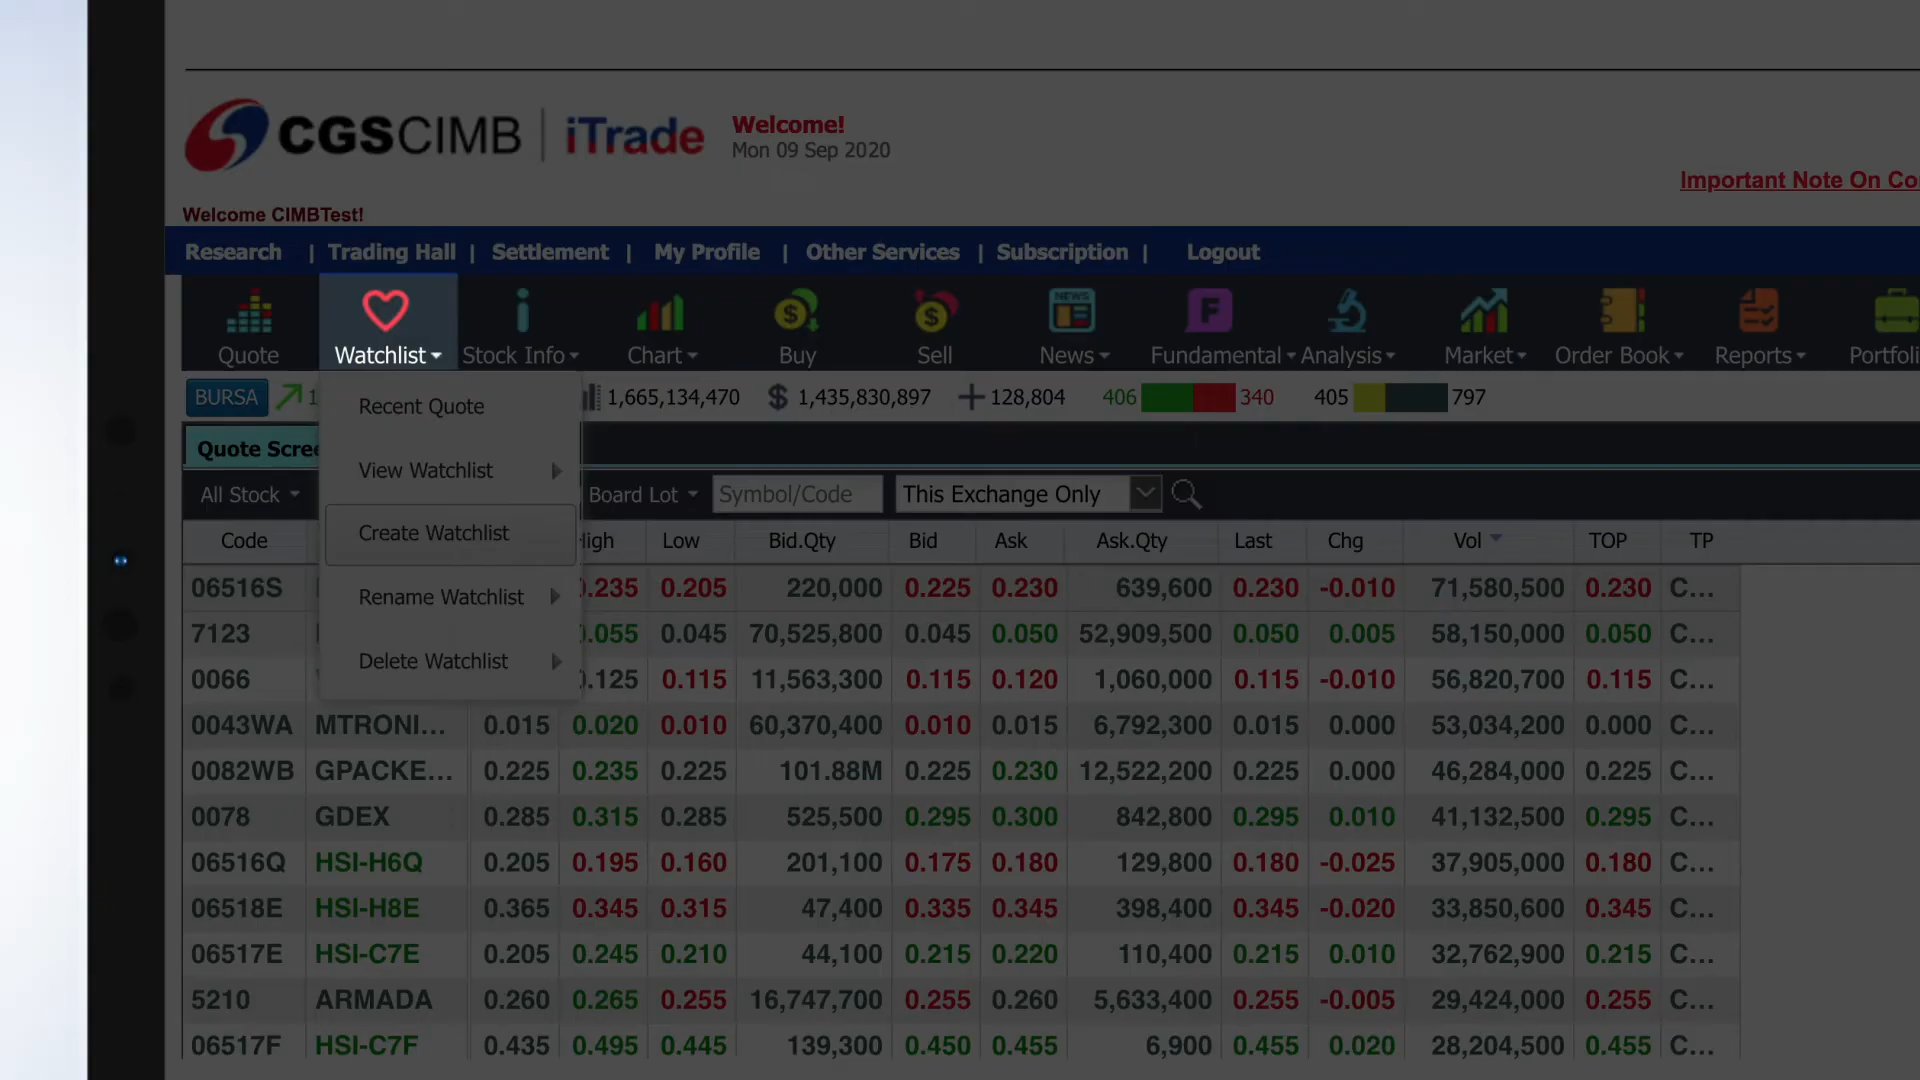 CGSCIMB | iTrade
Welcome!
Mon 09 Sep 2020
Important Note On Co
Welcome CIMBTest!
Research | Trading Hall | Settlement | My Profile | Other Services | Subscription | Logout
NEWS
F
Quote Watchlist Stock Info Chart Buy Sell News Fundamental Analysis Market Order Book Reports Portfoli
BURSA 1 1,665,134,470 $ 1,435,830,897 128,804 406 340 405 797
Recent Quote
Quote Scree
View Watchlist
All Stock Board Lot Symbol/Code This Exchange Only
Create Watchlist
Code igh Low Bid.Qty Bid Ask Ask.Qty Last Chg Vol TOP TP
06516S 0.235 0.205 220,000 0.225 0.230 639,600 0.230 -0.010 71,580,500 0.230 C...
Rename Watchlist
7123 0.055 0.045 70,525,800 0.045 0.050 52,909,500 0.050 0.005 58,150,000 0.050 C...
Delete Watchlist
0066 0.125 0.115 11,563,300 0.115 0.120 1,060,000 0.115 -0.010 56,820,700 0.115 C...
0043WA MTRONI... 0.015 0.020 0.010 60,370,400 0.010 0.015 6,792,300 0.015 0.000 53,034,200 0.000 C...
0082WB GPACKE... 0.225 0.235 0.225 101.88M 0.225 0.230 12,522,200 0.225 0.000 46,284,000 0.225 C...
0078 GDEX 0.285 0.315 0.285 525,500 0.295 0.300 842,800 0.295 0.010 41,132,500 0.295 C...
06516Q HSI-H6Q 0.205 0.195 0.160 201,100 0.175 0.180 129,800 0.180 -0.025 37,905,000 0.180 C...
06518E HSI-H8E 0.365 0.345 0.315 47,400 0.335 0.345 398,400 0.345 -0.020 33,850,600 0.345 C...
06517E HSI-C7E 0.205 0.245 0.210 44,100 0.215 0.220 110,400 0.215 0.010 32,762,900 0.215 C...
5210 ARMADA 0.260 0.265 0.255 16,747,700 0.255 0.260 5,633,400 0.255 -0.005 29,424,000 0.255 C...
06517F HSI-C7F 0.435 0.495 0.445 139,300 0.450 0.455 6,900 0.455 0.020 28,204,500 0.455 C...